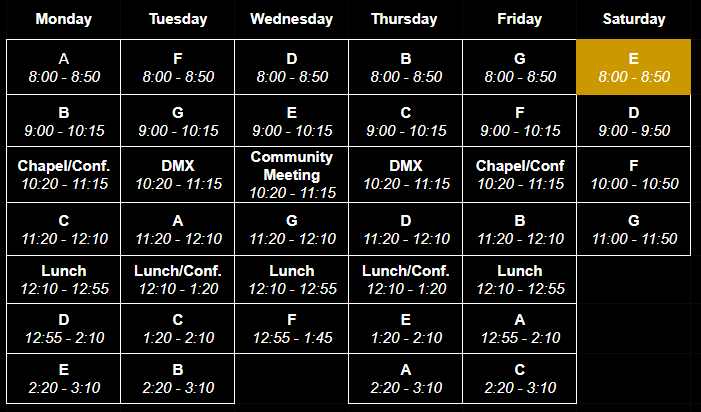 Monday Tuesday Wednesday Thursday Friday Saturday
A F D B G E
8:00 - 8:50 8:00 - 8:50 8:00 - 8:50 8:00 - 8:50 8:00 - 8:50 8:00 - 8:50
B G E C F D
9:00 - 10:15 9:00 - 10:15 9:00 - 10:15 9:00 - 10:15 9:00 - 10:15 9:00 - 9:50
Chapel/Conf. DMX Community Meeting DMX Chapel/Conf F
10:20 - 11:15 10:20 - 11:15 10:20 - 11:15 10:20 - 11:15 10:20 - 11:15 10:00 - 10:50
C A G D B G
11:20 - 12:10 11:20 - 12:10 11:20 - 12:10 11:20 - 12:10 11:20 - 12:10 11:00 - 11:50
Lunch Lunch/Conf. Lunch Lunch/Conf. Lunch
12:10 - 12:55 12:10 - 1:20 12:10 - 12:55 12:10 - 1:20 12:10 - 12:55
D C F E A
12:55 - 2:10 1:20 - 2:10 12:55 - 1:45 1:20 - 2:10 12:55 - 2:10
E B A C
2:20 - 3:10 2:20 - 3:10 2:20 - 3:10 2:20 - 3:10